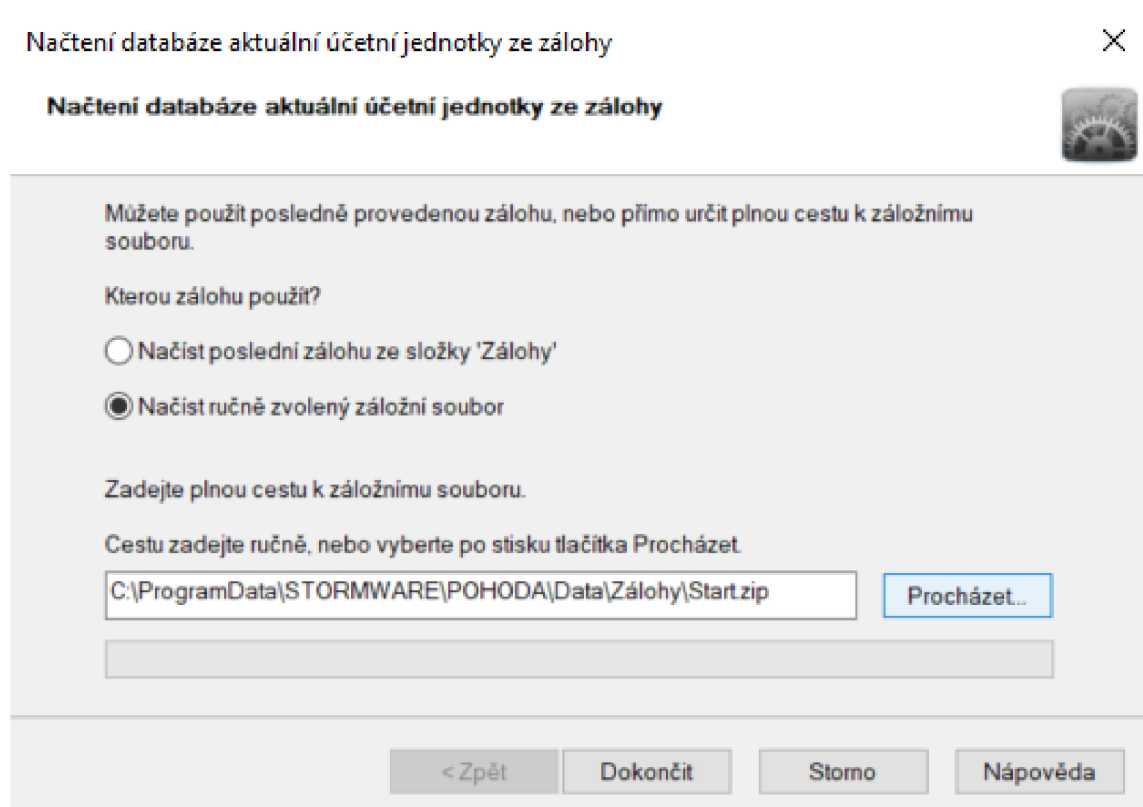 Načtení databáze aktuální účetní jednotky ze zálohy
Načtení databáze aktuální účetní jednotky ze zálohy
Můžete použít posledně provedenou zálohu, nebo přímo určit plnou cestu k záložnímu
souboru.
Kterou zálohu použít?
Načíst poslední zálohu ze složky 'Zálohy'
Načíst ručně zvolený záložní soubor
Zadejte plnou cestu k záložnímu souboru.
Cestu zadejte ručně, nebo vyberte po stisku tlačítka Procházet.
C:\ProgramData\STORMWARE\POHODA\Data\Zálohy\Start.zip
Procházet...
< Zpět
Dokončit
Storno
Nápověda